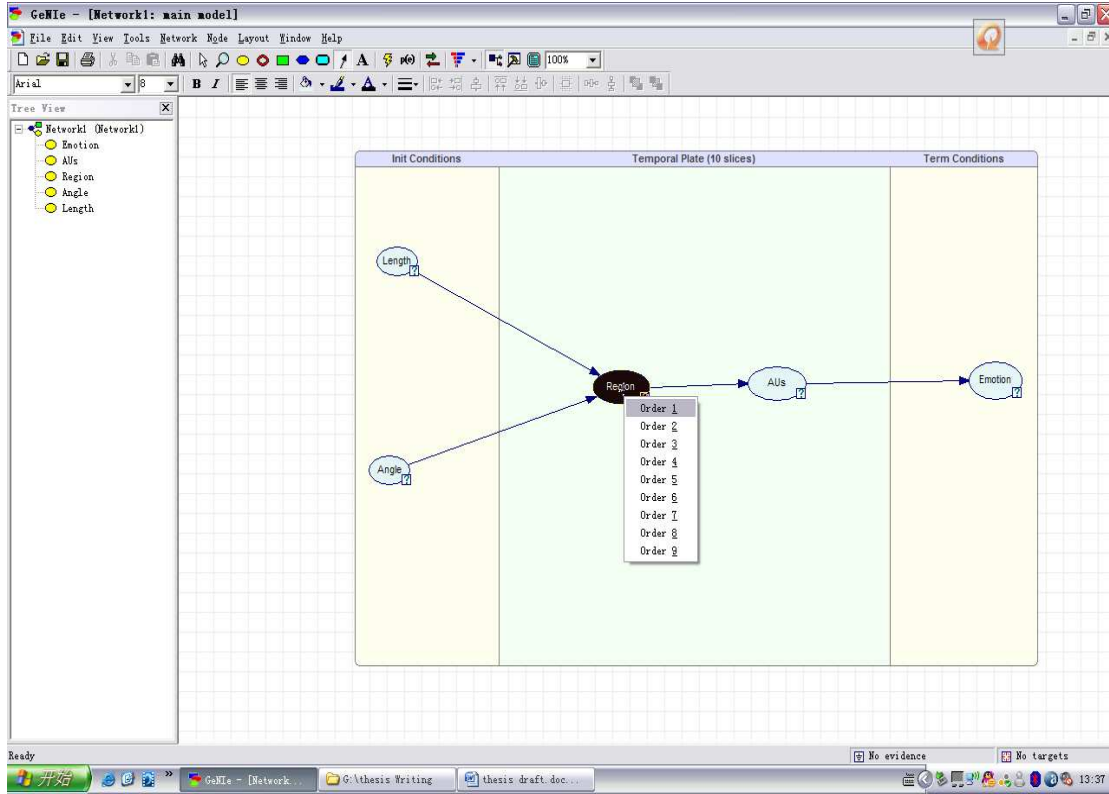 GeNIe - [Network1: main model]
File Edit View Tools Network Node Layout Window Help
100%
Arial 8 B I
Tree View
Network1 (Network1)
Emotion
AUs
Region
Angle
Length
Init Conditions Temporal Plate (10 slices) Term Conditions
Length
Region
AUs
Emotion
Angle
Order 1
Order 2
Order 3
Order 4
Order 5
Order 6
Order 7
Order 8
Order 9
Ready No evidence No targets
开始 GeNIe - [Network... G:\thesis Writing thesis draft.doc... 13:37